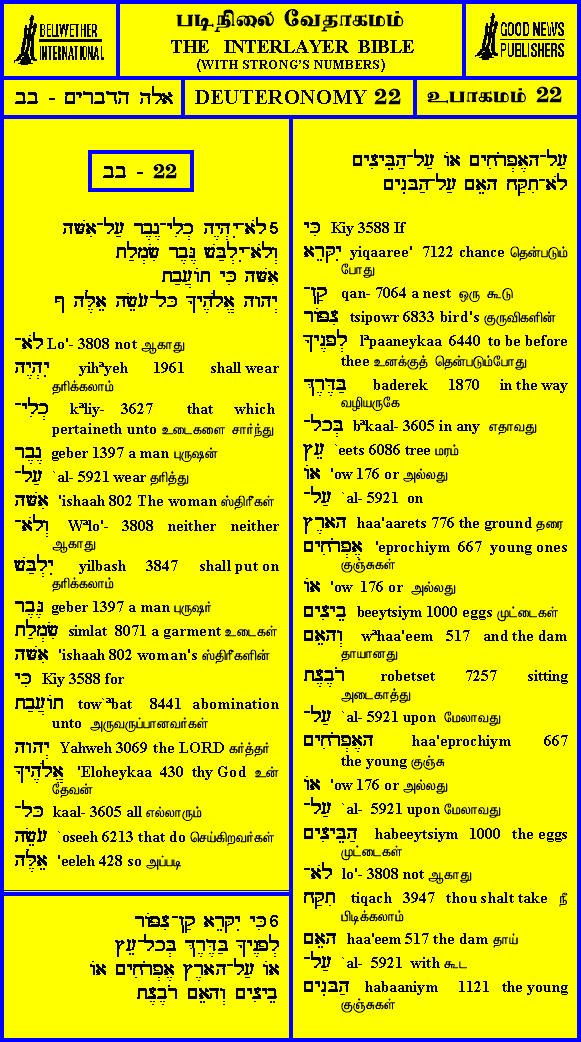 BELLWETHER
INTERNATIONAL
படிநிலை வேதாகமம்
THE INTERLAYER BIBLE
(WITH STRONG'S NUMBERS)
GOOD NEWS
PUBLISHERS
אלה הדברים - בב
DEUTERONOMY 22
உபாகமம் 22
בב - 22
5 לֹא־יִהְיֶה כְלִי־גֶבֶר עַל־אִשָּׁה
וְלֹא־יִלְבַּשׁ גֶּבֶר שִׂמְלַת
אִשָּׁה כִּי תוֹעֲבַת
יְהוָה אֱלֹהֶיךָ כָּל־עֹשֵׂה אֵלֶּה ף
לֹא־ Lo'- 3808 not ஆகாது
יִהְיֶה yihªyeh 1961 shall wear
தரிக்கலாம்
כְלִי־ kªliy- 3627 that which
pertaineth unto உடைகளை சார்ந்து
גֶבֶר geber 1397 a man புருஷன்
עַל־ `al- 5921 wear தரித்து
אִשָּׁה 'ishaah 802 The woman ஸ்திரீகள்
וְלֹא־ Wªlo'- 3808 neither neither
ஆகாது
יִלְבַּשׁ yilbash 3847 shall put on
தரிக்கலாம்
גֶּבֶר geber 1397 a man புருஷர்
שִׂמְלַת simlat 8071 a garment உடைகள்
אִשָּׁה 'ishaah 802 woman's ஸ்திரீகளின்
כִּי Kiy 3588 for
תוֹעֲבַת tow`ªbat 8441 abomination
unto அருவருப்பானவர்கள்
יְהוָה Yahweh 3069 the LORD கர்த்தர்
אֱלֹהֶיךָ 'Eloheykaa 430 thy God உன்
தேவன்
כָּל־ kaal- 3605 all எல்லாரும்
עֹשֵׂה `oseeh 6213 that do செய்கிறவர்கள்
אֵלֶּה 'eeleh 428 so அப்படி
6 כִּי יִקָּרֵא קַן־צִפּוֹר
לְפָנֶיךָ בַּדֶּרֶךְ בְּכָל־עֵץ
אוֹ עַל־הָאָרֶץ אֶפְרֹחִים אוֹ
בֵיצִים וְהָאֵם רֹבֶצֶת
עַל־הָאֶפְרֹחִים אוֹ עַל־הַבֵּיצִים
לֹא־תִקַּח הָאֵם עַל־הַבָּנִים
כִּי Kiy 3588 If
יִקָּרֵא yiqaaree' 7122 chance தென்படும்
போது
קַן־ qan- 7064 a nest ஒரு கூடு
צִפּוֹר tsipowr 6833 bird's குருவிகளின்
לְפָנֶיךָ lªpaaneykaa 6440 to be before
thee உனக்குத் தென்படும்போது
בַּדֶּרֶךְ baderek 1870 in the way
வழியருகே
בְּכָל־ bªkaal- 3605 in any எதாவது
עֵץ `eets 6086 tree மரம்
אוֹ 'ow 176 or அல்லது
עַל־ `al- 5921 on
הָאָרֶץ haa'aarets 776 the ground தரை
אֶפְרֹחִים 'eprochiym 667 young ones
குஞ்சுகள்
אוֹ 'ow 176 or அல்லது
בֵיצִים beeytsiym 1000 eggs முட்டைகள்
וְהָאֵם wªhaa'eem 517 and the dam
தாயானது
רֹבֶצֶת robetset 7257 sitting
அடைகாத்து
עַל־ `al- 5921 upon மேலாவது
הָאֶפְרֹחִים haa'eprochiym 667
the young குஞ்சு
אוֹ 'ow 176 or அல்லது
עַל־ `al- 5921 upon மேலாவது
הַבֵּיצִים habeeytsiym 1000 the eggs
முட்டைகள்
לֹא־ lo'- 3808 not ஆகாது
תִקַּח tiqach 3947 thou shalt take நீ
பிடிக்கலாம்
הָאֵם haa'eem 517 the dam தாய்
עַל־ `al- 5921 with கூட
הַבָּנִים habaaniym 1121 the young
குஞ்சுகள்